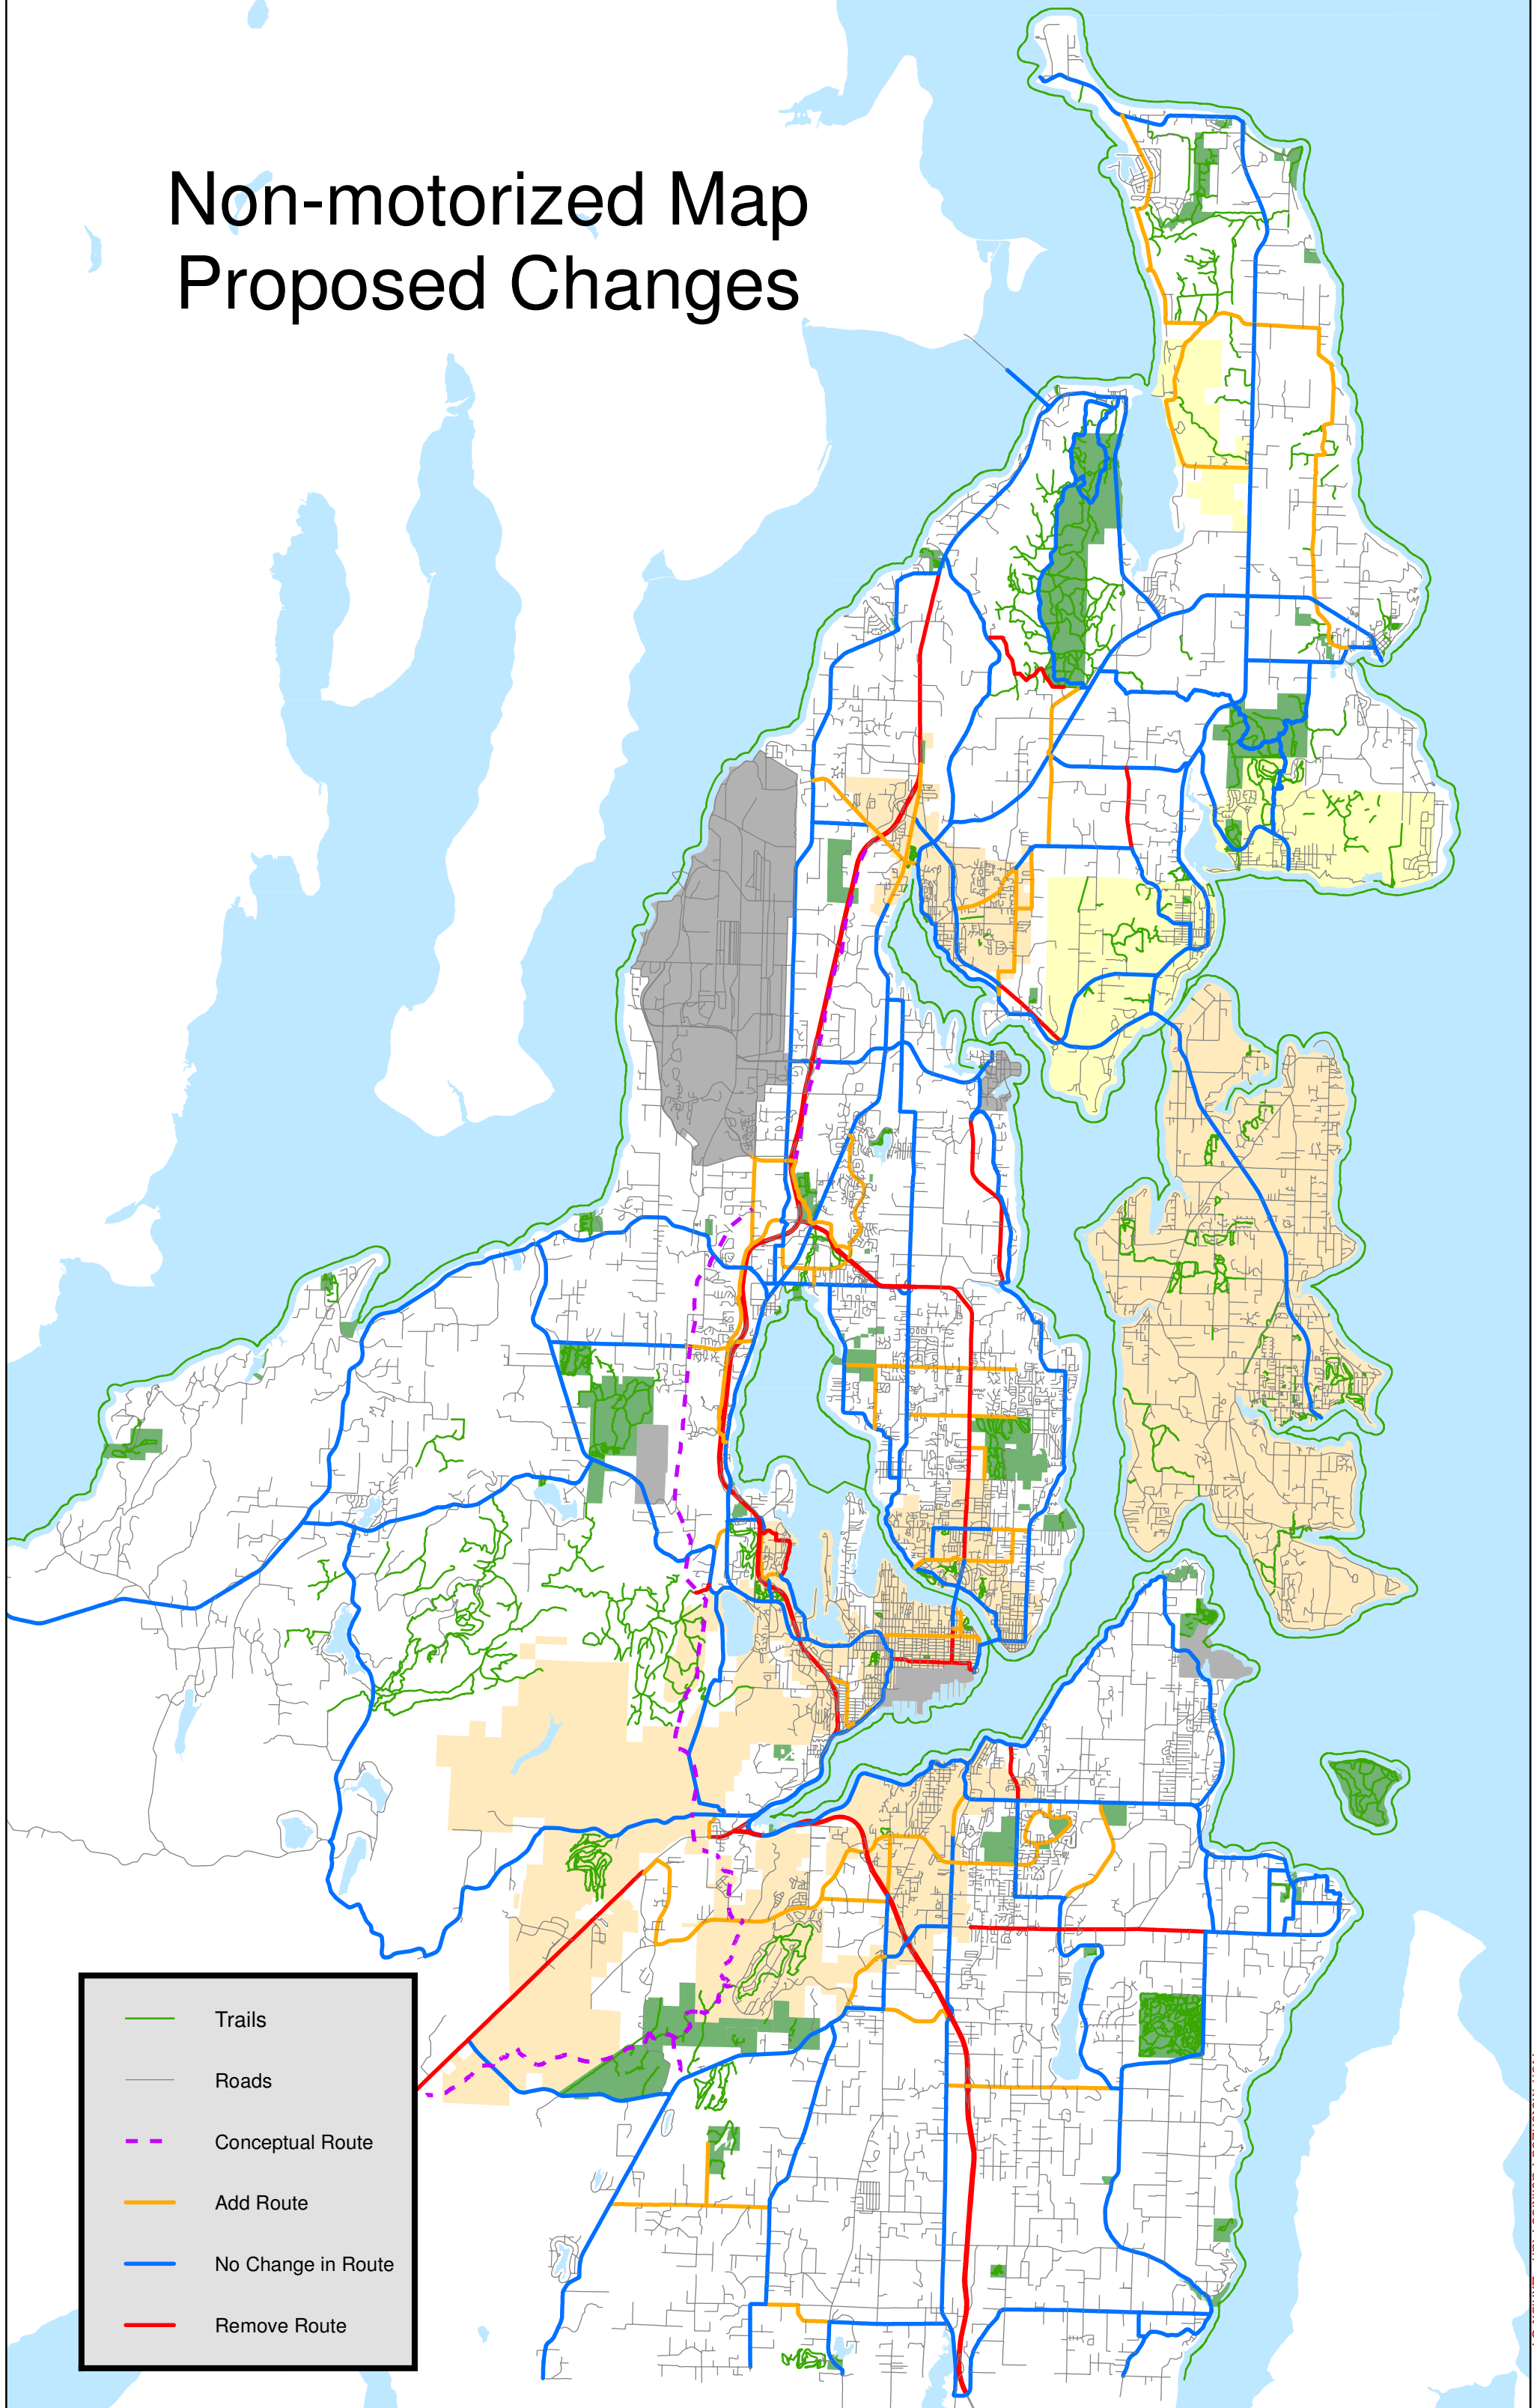 Non-motorized Map
Proposed Changes
Trails
Roads
Conceptual Route
Add Route
No Change in Route
Remove Route